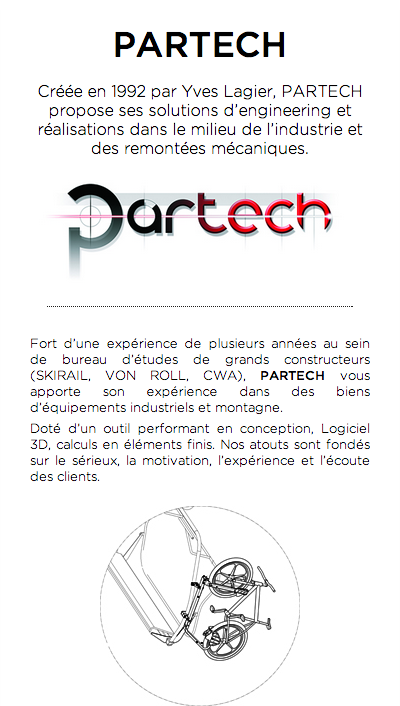 PARTECH
Créée en 1992 par Yves Lagier, PARTECH
propose ses solutions d'engineering et
réalisations dans le milieu de l'industrie et
des remontées mécaniques.
Partech
Fort d'une expérience de plusieurs années au sein
de bureau d'études de grands constructeurs
(SKIRAIL, VON ROLL, CWA), PARTECH vous
apporte son expérience dans des biens
d'équipements industriels et montagne.
Doté d'un outil performant en conception, Logiciel
3D, calculs en éléments finis. Nos atouts sont fondés
sur le sérieux, la motivation, l'expérience et l'écoute
des clients.